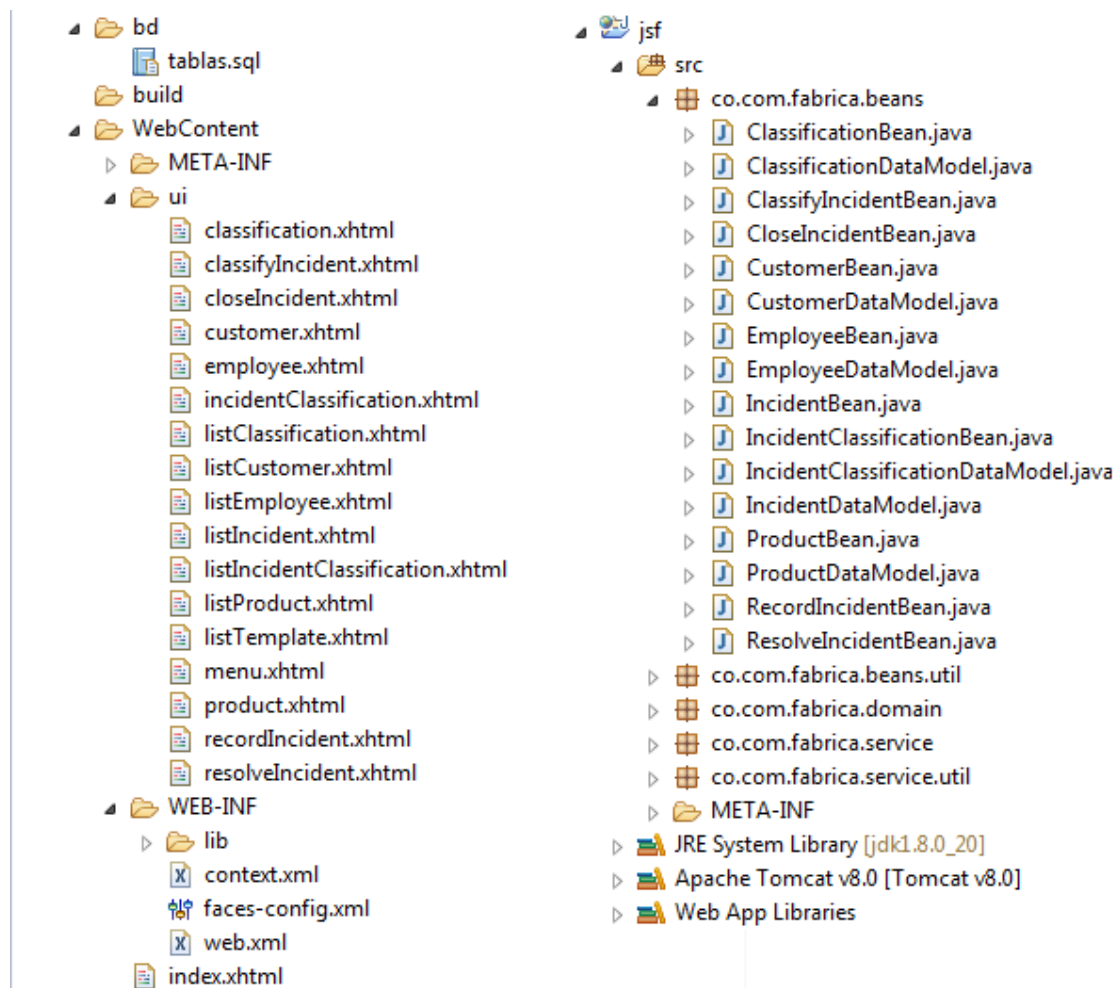 bd
tablas.sql
build
WebContent
META-INF
ui
classification.xhtml
classifyIncident.xhtml
closeIncident.xhtml
customer.xhtml
employee.xhtml
incidentClassification.xhtml
listClassification.xhtml
listCustomer.xhtml
listEmployee.xhtml
listIncident.xhtml
listIncidentClassification.xhtml
listProduct.xhtml
listTemplate.xhtml
menu.xhtml
product.xhtml
recordIncident.xhtml
resolveIncident.xhtml
WEB-INF
lib
context.xml
faces-config.xml
web.xml
index.xhtml
jsf
src
co.com.fabrica.beans
ClassificationBean.java
ClassificationDataModel.java
ClassifyIncidentBean.java
CloseIncidentBean.java
CustomerBean.java
CustomerDataModel.java
EmployeeBean.java
EmployeeDataModel.java
IncidentBean.java
IncidentClassificationBean.java
IncidentClassificationDataModel.java
IncidentDataModel.java
ProductBean.java
ProductDataModel.java
RecordIncidentBean.java
ResolveIncidentBean.java
co.com.fabrica.beans.util
co.com.fabrica.domain
co.com.fabrica.service
co.com.fabrica.service.util
META-INF
JRE System Library [jdk1.8.0_20]
Apache Tomcat v8.0 [Tomcat v8.0]
Web App Libraries